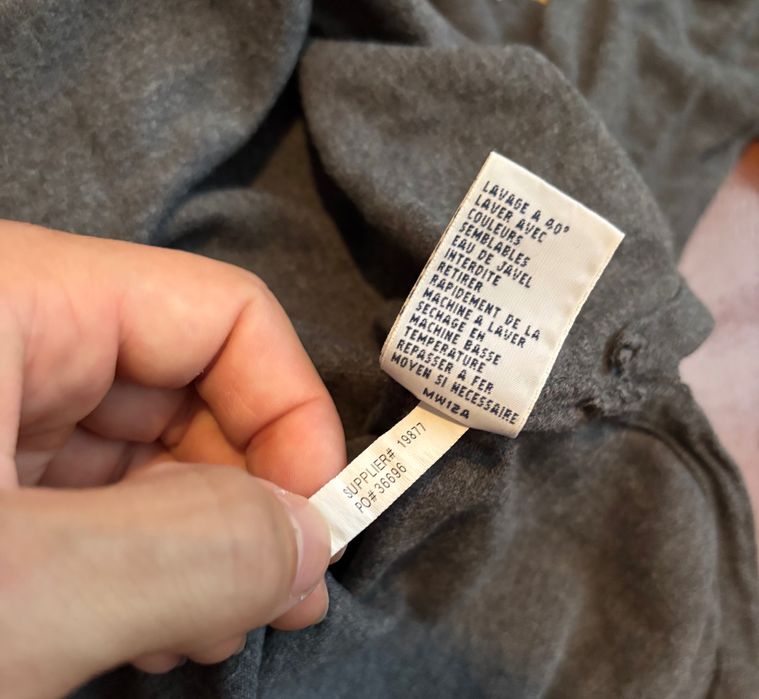 LAVAGE A 40°
LAVER AVEC
COULEURS
SEMBLABLES
EAU DE JAVEL
INTERDITE
RETIRER
RAPIDEMENT DE LA
MACHINE A LAVER
SECHAGE EN
MACHINE BASSE
TEMPERATURE
REPASSER A FER
MOYEN SI NECESSAIRE
MW12A
SUPPLIER# 19877
PO# 36696